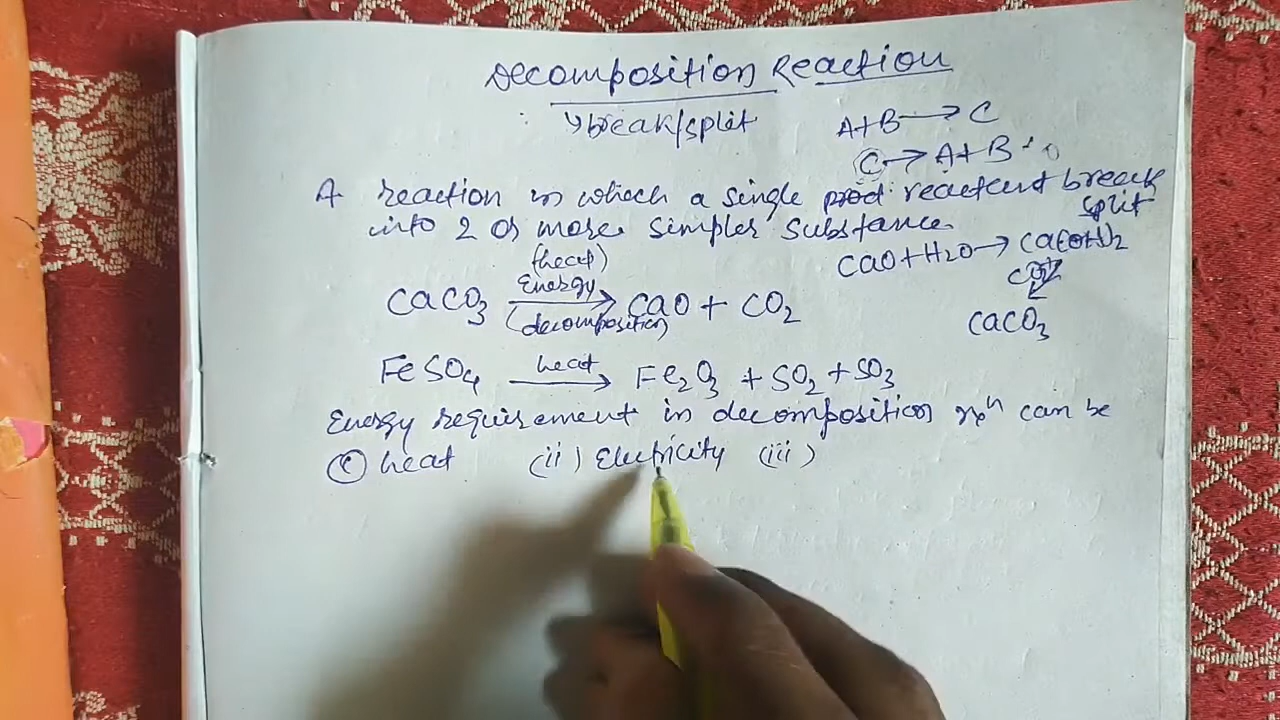 Decomposition Reaction
↳ break/split
A+B → C
C → A+B
A reaction in which a single prod. reactant break
split
into 2 or more simpler substance.
CaO + H2O → Ca(OH)2
CO2
CaCO3
(heat)
Energy
CaCO3 → CaO + CO2
(decomposition)
heat
FeSO4 → Fe2O3 + SO2 + SO3
Energy requirement in decomposition rxn can be
(i) heat (ii) Electricity (iii)